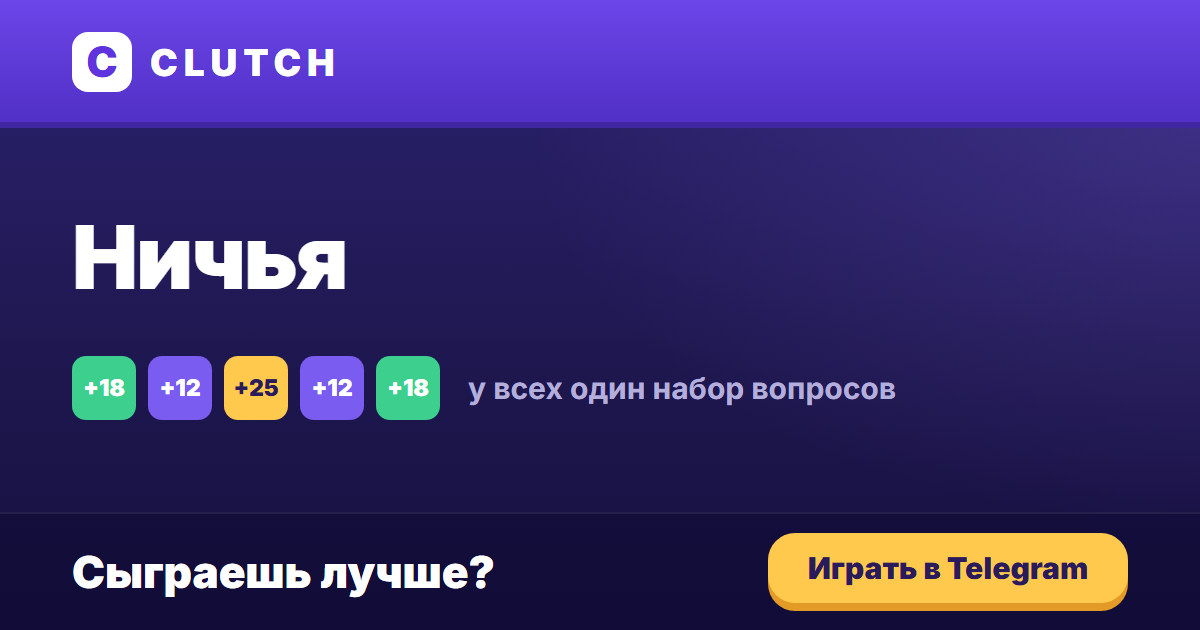 C CLUTCH
Ничья
+18 +12 +25 +12 +18 у всех один набор вопросов
Сыграешь лучше?
Играть в Telegram